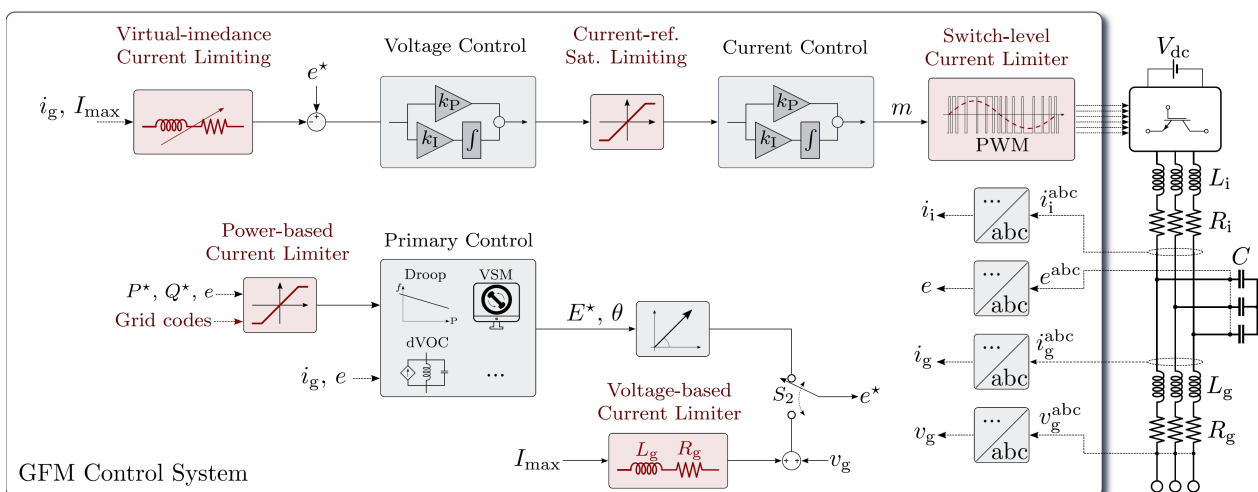 Virtual-imedance
Current Limiting
Voltage Control
Current-ref.
Sat. Limiting
Current Control
Switch-level
Current Limiter
V_dc
e⋆
i_g, I_max
k_P
k_I
∫
k_P
k_I
∫
m
PWM
L_i
i_i
...
abc
i_i^abc
R_i
Power-based
Current Limiter
Primary Control
Droop
VSM
f
P
P⋆, Q⋆, e
Grid codes
E⋆, θ
e
...
abc
e^abc
C
dVOC
...
i_g, e
i_g
...
abc
i_g^abc
Voltage-based
Current Limiter
S_2
e⋆
L_g
v_g
...
abc
v_g^abc
R_g
I_max
L_g
R_g
+
+
v_g
GFM Control System